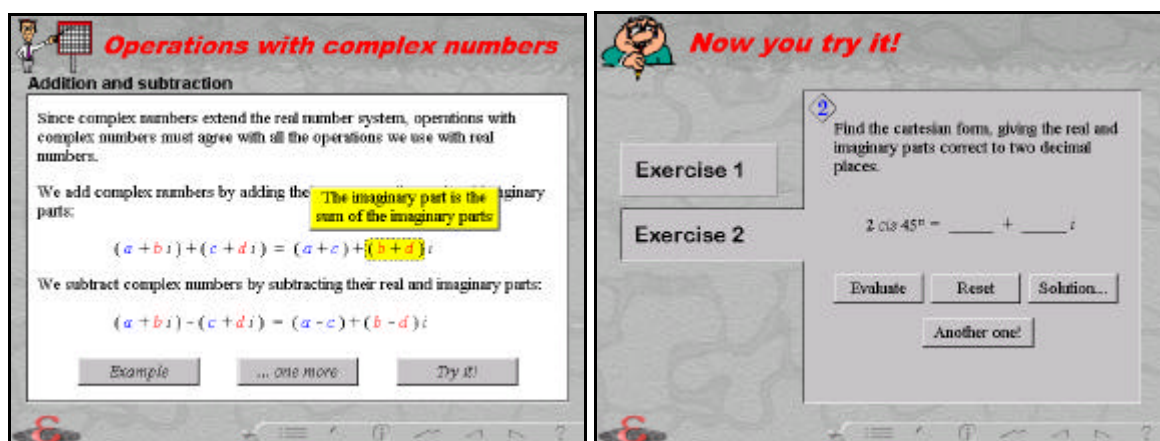 Operations with complex numbers
Addition and subtraction
Since complex numbers extend the real number system, operations with
complex numbers must agree with all the operations we use with real
numbers.
We add complex numbers by adding the
parts:
The imaginary part is the
sum of the imaginary parts
(a+bi)+(c+di) = (a+c)+(b+d)i
We subtract complex numbers by subtracting their real and imaginary parts:
(a+bi)-(c+di) = (a-c)+(b-d)i
Example
... one more
Try it!
Now you try it!
Exercise 1
Exercise 2
2
Find the cartesian form, giving the real and
imaginary parts correct to two decimal
places.
2 cis 45° = _____ + _____ i
Evaluate
Reset
Solution...
Another one!